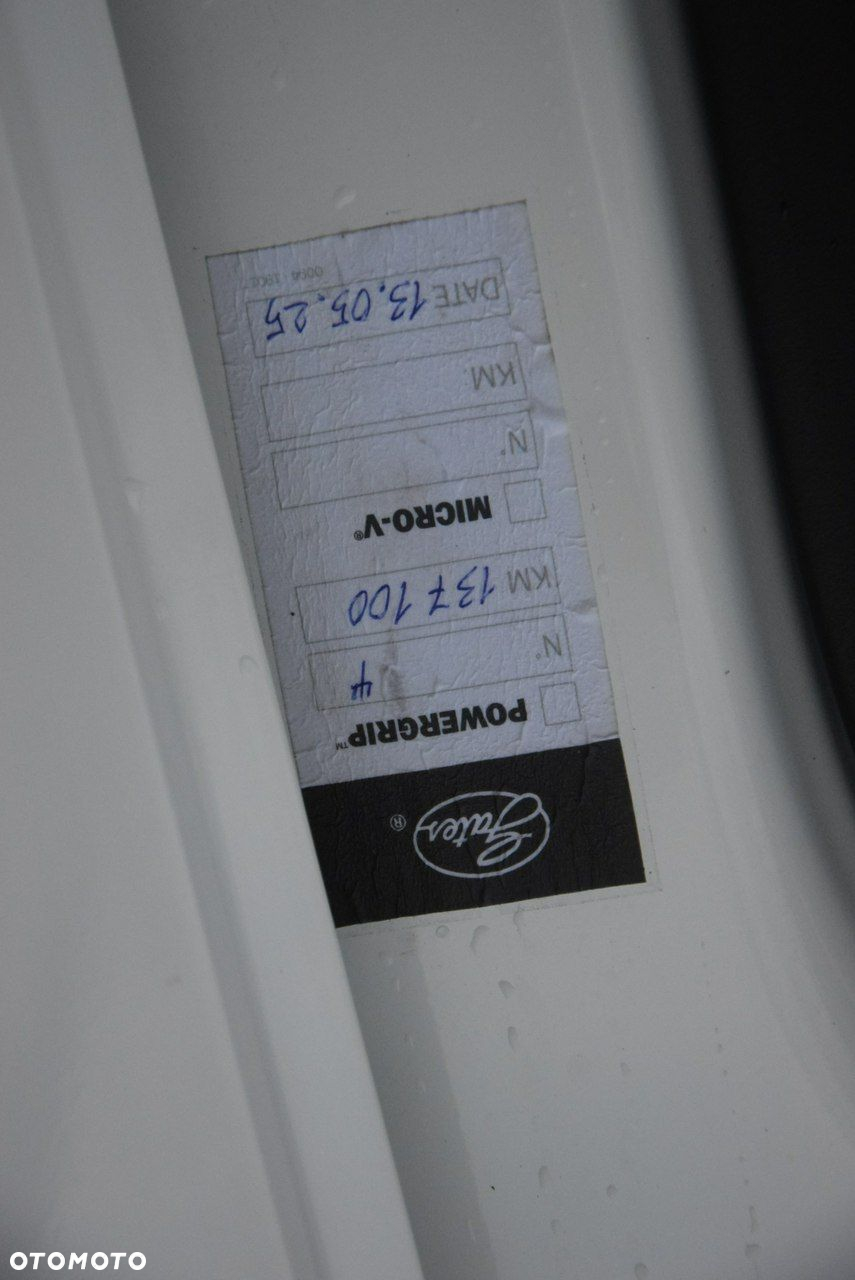 Gates ®
POWERGRIP™
N° 4
KM 137 100
MICRO-V®
N°
KM
DATE 13.05.25
OTOMOTO